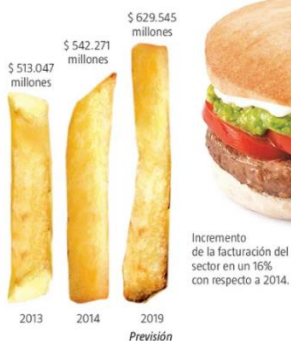 $ 629.545
millones
$ 542.271
millones
$ 513.047
millones
Incremento
de la facturación del
sector en un 16%
con respecto a 2014.
2013
2014
2019
Previsión